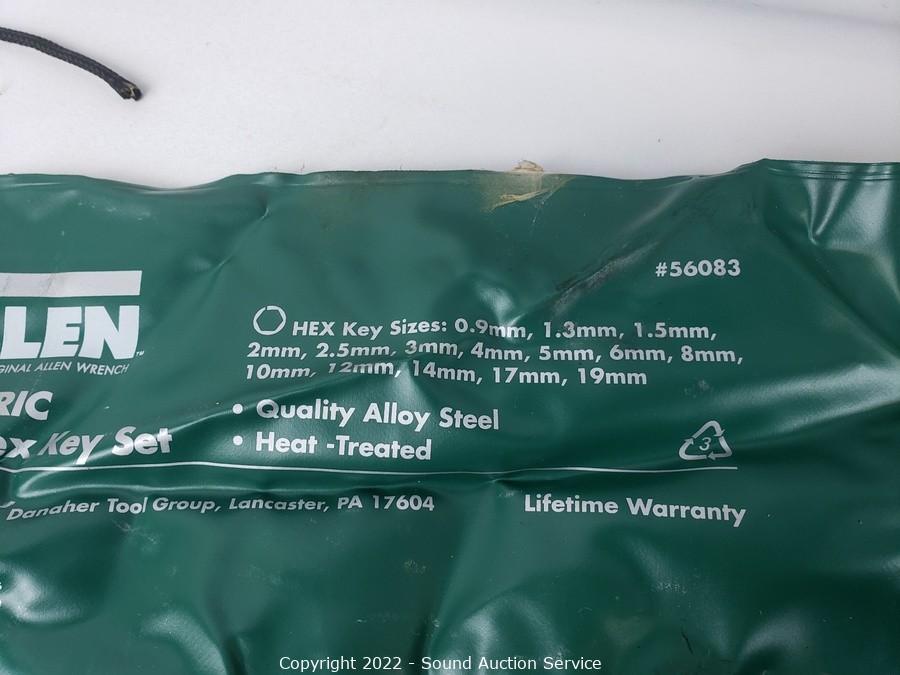 #56083
LLEN™
GINAL ALLEN WRENCH
RIC
ex Key Set
HEX Key Sizes: 0.9mm, 1.3mm, 1.5mm,
2mm, 2.5mm, 3mm, 4mm, 5mm, 6mm, 8mm,
10mm, 12mm, 14mm, 17mm, 19mm
• Quality Alloy Steel
• Heat -Treated
3
Danaher Tool Group, Lancaster, PA 17604
Lifetime Warranty
Copyright 2022 - Sound Auction Service